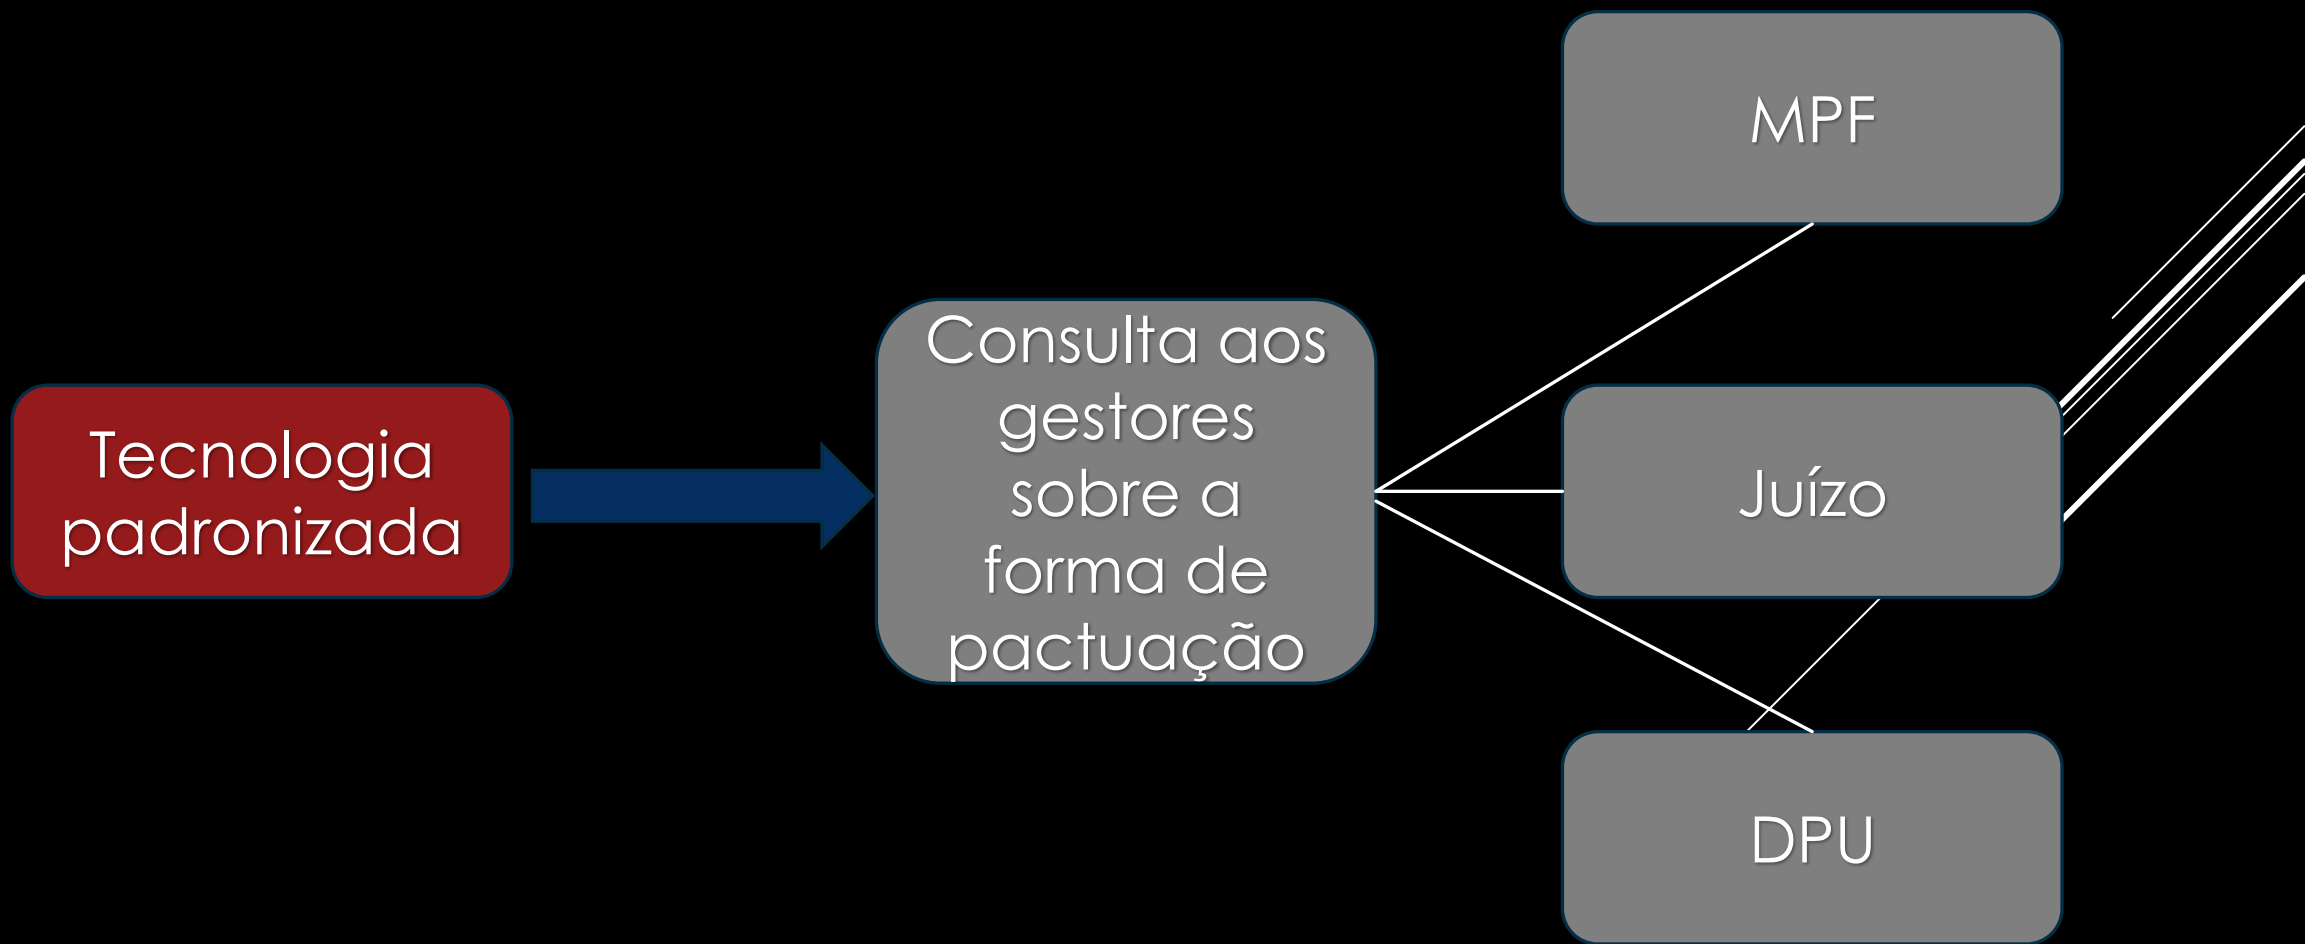 Tecnologia
padronizada
Consulta aos
gestores
sobre a
forma de
pactuação
MPF
Juízo
DPU